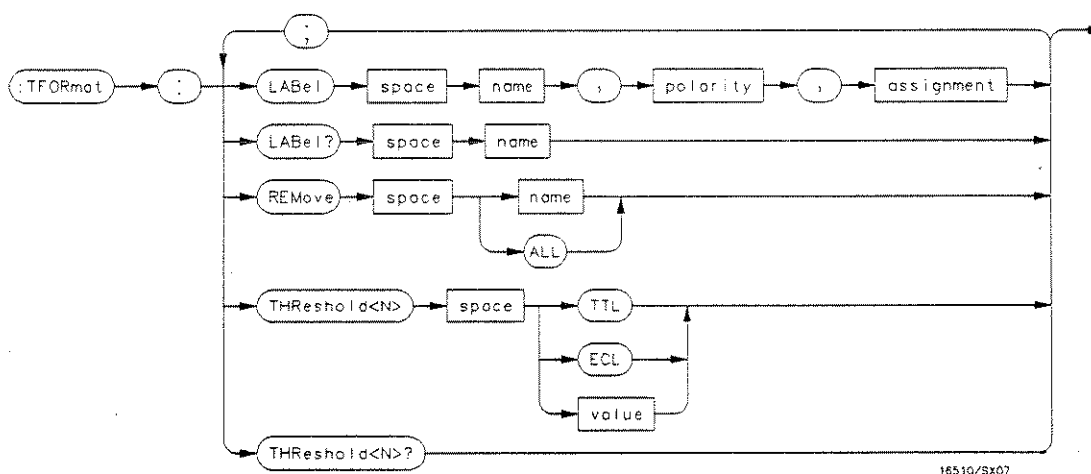 ;
:TFORmat : LABel space name , polarity , assignment
LABel? space name
REMove space name
ALL
THReshold<N> space TTL
ECL
value
THReshold<N>?
16510/SX07